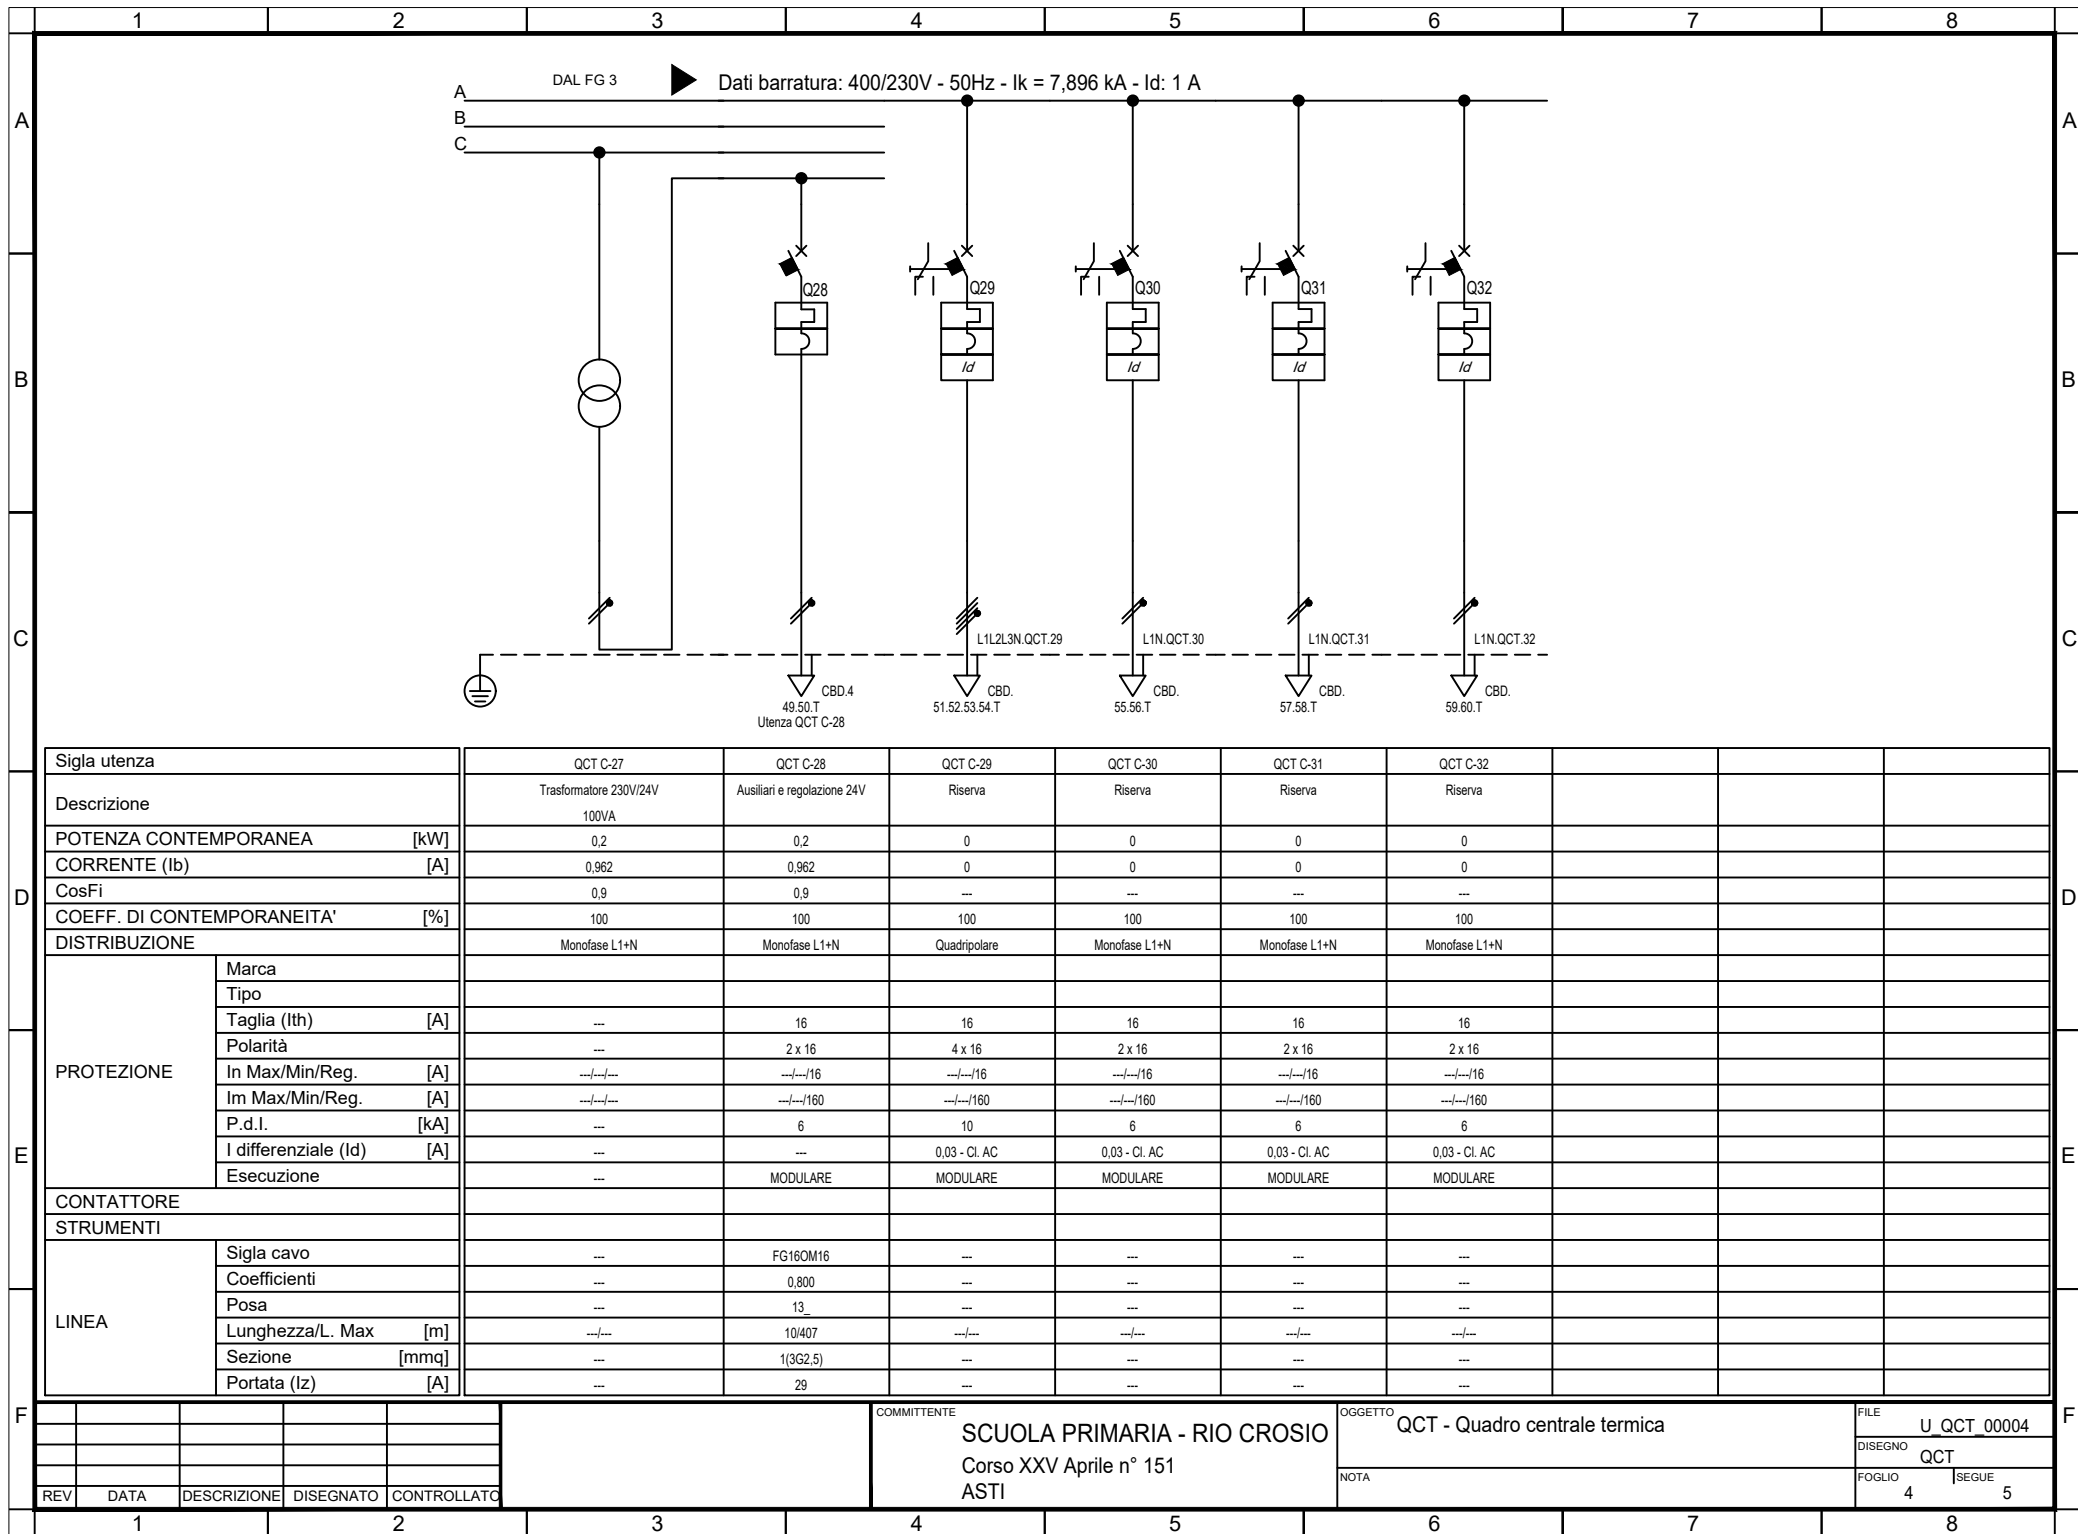 1 2 3 4 5 6 7 8
DAL FG 3
Dati barratura: 400/230V - 50Hz - Ik = 7,896 kA - Id: 1 A
A
B
C
A A
B B
C C
D D
E E
F F
Q28 Q29 Q30 Q31 Q32
Id Id Id Id
L1L2L3N.QCT.29 L1N.QCT.30 L1N.QCT.31 L1N.QCT.32
CBD.4 CBD. CBD. CBD. CBD.
49.50.T 51.52.53.54.T 55.56.T 57.58.T 59.60.T
Utenza QCT C-28
Sigla utenza QCT C-27 QCT C-28 QCT C-29 QCT C-30 QCT C-31 QCT C-32
Descrizione Trasformatore 230V/24V Ausiliari e regolazione 24V Riserva Riserva Riserva Riserva
100VA
POTENZA CONTEMPORANEA [kW] 0,2 0,2 0 0 0 0
CORRENTE (Ib) [A] 0,962 0,962 0 0 0 0
CosFi 0,9 0,9 --- --- --- ---
COEFF. DI CONTEMPORANEITA' [%] 100 100 100 100 100 100
DISTRIBUZIONE Monofase L1+N Monofase L1+N Quadripolare Monofase L1+N Monofase L1+N Monofase L1+N
PROTEZIONE
Marca
Tipo
Taglia (Ith) [A] --- 16 16 16 16 16
Polarità --- 2 x 16 4 x 16 2 x 16 2 x 16 2 x 16
In Max/Min/Reg. [A] ---/---/--- ---/---/16 ---/---/16 ---/---/16 ---/---/16 ---/---/16
Im Max/Min/Reg. [A] ---/---/--- ---/---/160 ---/---/160 ---/---/160 ---/---/160 ---/---/160
P.d.I. [kA] --- 6 10 6 6 6
I differenziale (Id) [A] --- --- 0,03 - Cl. AC 0,03 - Cl. AC 0,03 - Cl. AC 0,03 - Cl. AC
Esecuzione --- MODULARE MODULARE MODULARE MODULARE MODULARE
CONTATTORE
STRUMENTI
LINEA
Sigla cavo --- FG16OM16 --- --- --- ---
Coefficienti --- 0,800 --- --- --- ---
Posa --- 13_ --- --- --- ---
Lunghezza/L. Max [m] ---/--- 10/407 ---/--- ---/--- ---/--- ---/---
Sezione [mmq] --- 1(3G2,5) --- --- --- ---
Portata (Iz) [A] --- 29 --- --- --- ---
REV DATA DESCRIZIONE DISEGNATO CONTROLLATO
COMMITTENTE
SCUOLA PRIMARIA - RIO CROSIO
Corso XXV Aprile n° 151
ASTI
OGGETTO QCT - Quadro centrale termica
NOTA
FILE U_QCT_00004
DISEGNO QCT
FOGLIO 4 SEGUE 5
1 2 3 4 5 6 7 8